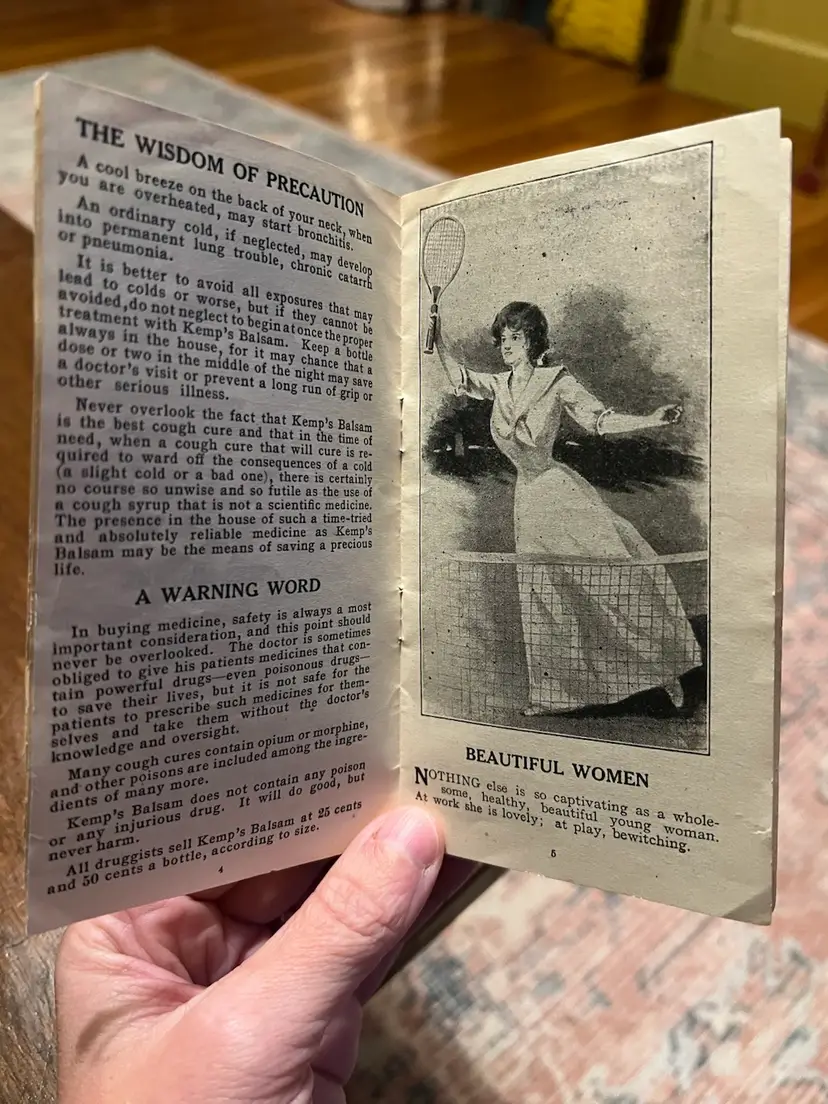 THE WISDOM OF PRECAUTION
A cool breeze on the back of your neck, when
you are overheated, may start bronchitis.
An ordinary cold, if neglected, may develop
into permanent lung trouble, chronic catarrh
or pneumonia.
It is better to avoid all exposures that may
lead to colds or worse, but if they cannot be
avoided, do not neglect to begin at once the proper
treatment with Kemp's Balsam. Keep a bottle
always in the house, for it may chance that a
dose or two in the middle of the night may save
a doctor's visit or prevent a long run of grip or
other serious illness.
Never overlook the fact that Kemp's Balsam
is the best cough cure and that in the time of
need, when a cough cure that will cure is re-
quired to ward off the consequences of a cold
(a slight cold or a bad one), there is certainly
no course so unwise and so futile as the use of
a cough syrup that is not a scientific medicine.
The presence in the house of such a time-tried
and absolutely reliable medicine as Kemp's
Balsam may be the means of saving a precious
life.
A WARNING WORD
In buying medicine, safety is always a most
important consideration, and this point should
never be overlooked. The doctor is sometimes
obliged to give his patients medicines that con-
tain powerful drugs—even poisonous drugs—
to save their lives, but it is not safe for the
patients to prescribe such medicines for them-
selves and take them without the doctor's
knowledge and oversight.
Many cough cures contain opium or morphine,
and other poisons are included among the ingre-
dients of many more.
Kemp's Balsam does not contain any poison
or any injurious drug. It will do good, but
never harm.
All druggists sell Kemp's Balsam at 25 cents
and 50 cents a bottle, according to size.
4
BEAUTIFUL WOMEN
NOTHING else is so captivating as a whole-
some, healthy, beautiful young woman.
At work she is lovely; at play, bewitching.
5